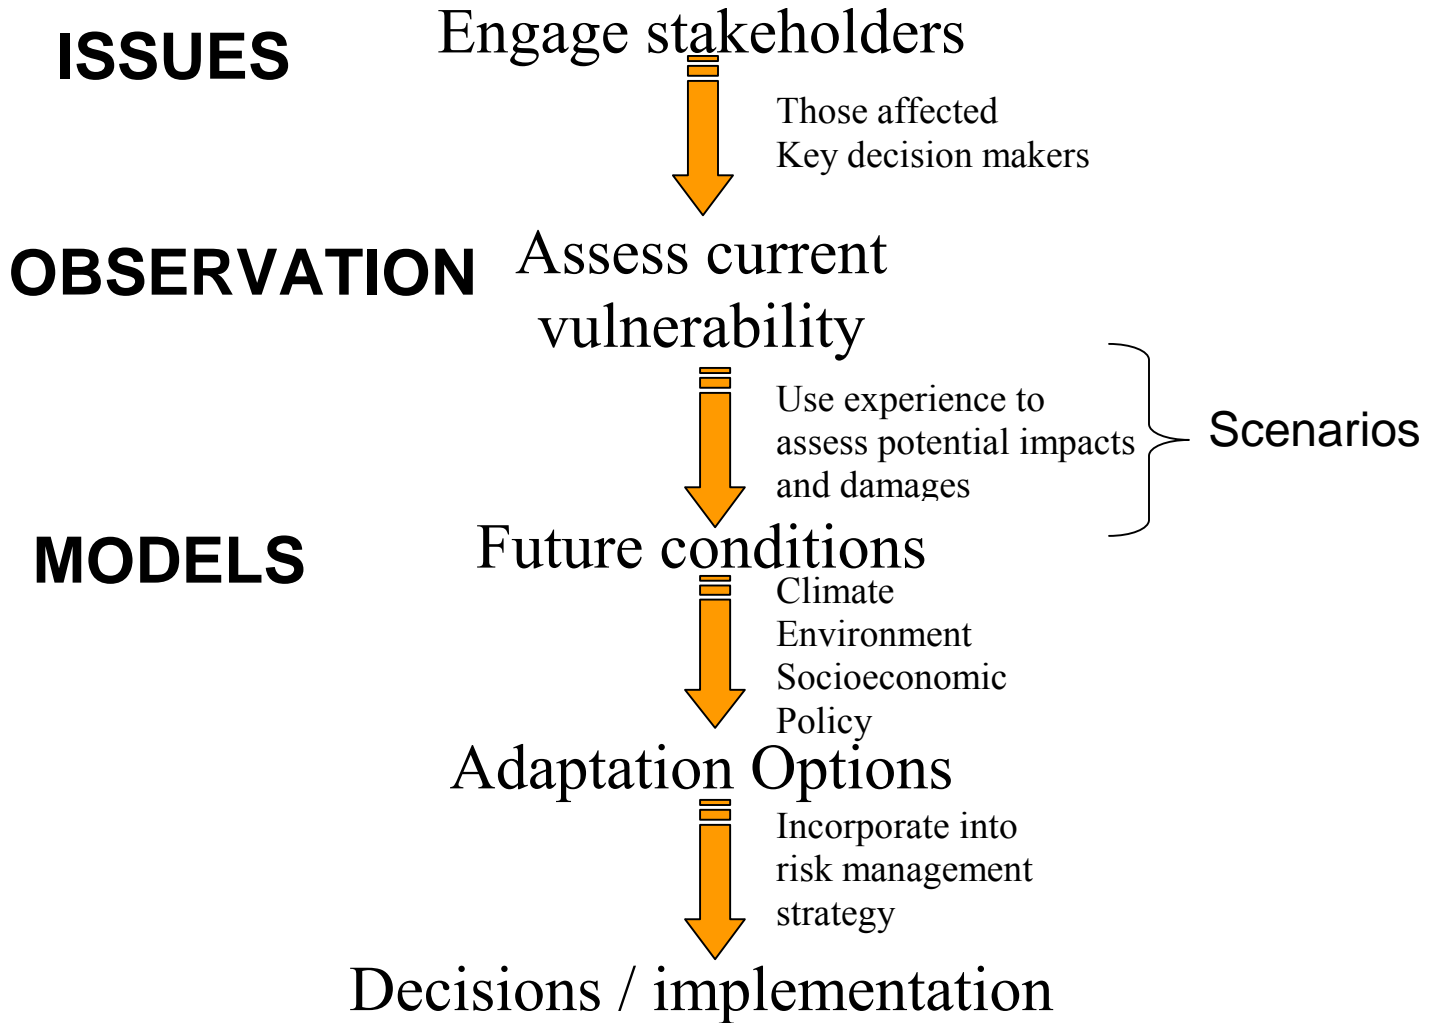 ISSUES
Engage stakeholders
Those affected
Key decision makers
OBSERVATION
Assess current
vulnerability
Use experience to
assess potential impacts
and damages
Scenarios
MODELS
Future conditions
Climate
Environment
Socioeconomic
Policy
Adaptation Options
Incorporate into
risk management
strategy
Decisions / implementation